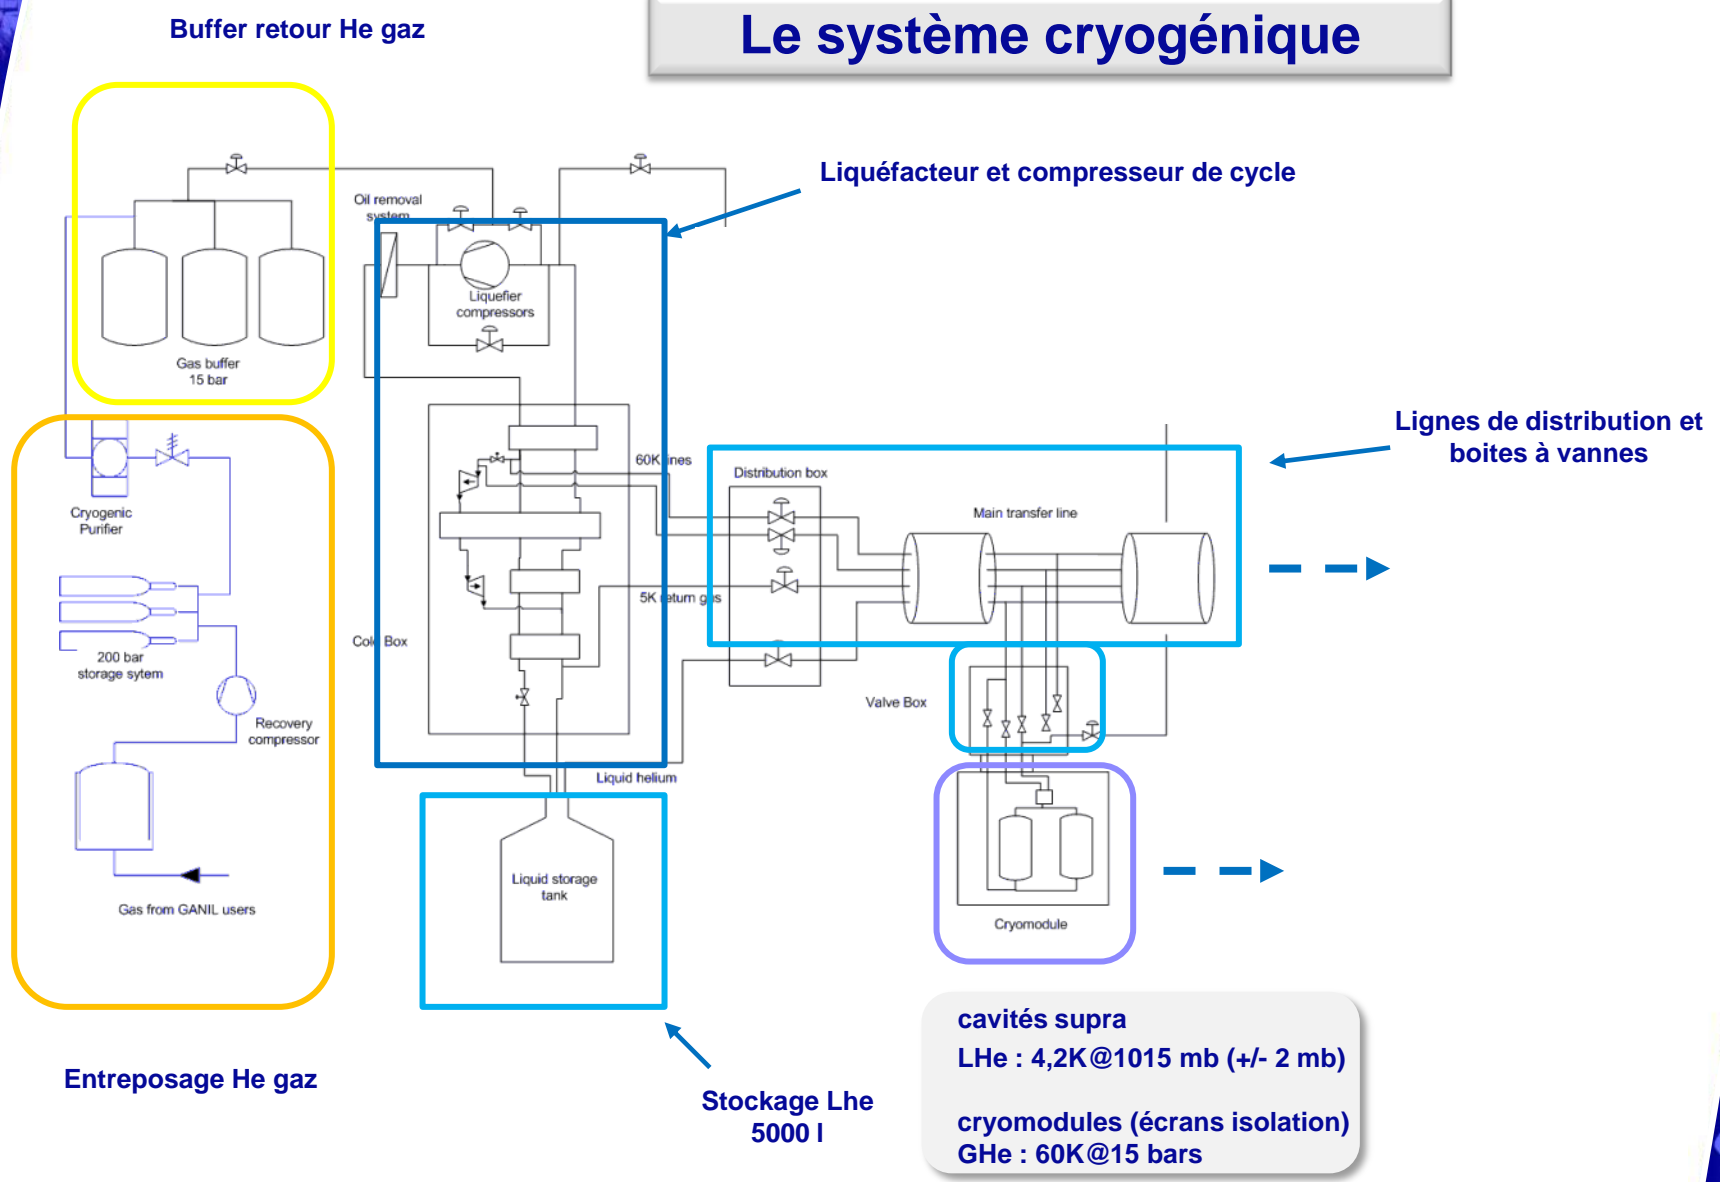 Buffer retour He gaz
Le système cryogénique
Liquéfacteur et compresseur de cycle
Oil removal
system
Liquefier
compressors
Gas buffer
15 bar
Lignes de distribution et
boites à vannes
60K lines
Distribution box
Main transfer line
Cryogenic
Purifier
5K return gas
Cold Box
200 bar
storage sytem
Valve Box
Recovery
compressor
Liquid helium
Liquid storage
tank
Gas from GANIL users
Cryomodule
cavités supra
LHe : 4,2K@1015 mb (+/- 2 mb)
cryomodules (écrans isolation)
GHe : 60K@15 bars
Entreposage He gaz
Stockage Lhe
5000 l